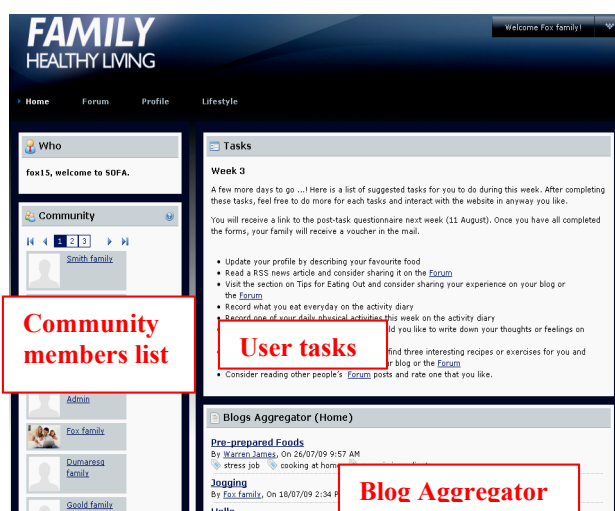 FAMILY
HEALTHY LIVING
Welcome Fox family!
Home Forum Profile Lifestyle
Who
fox15, welcome to SOFA.
Community
1 2 3
Smith family
Community
members list
Admin
Fox family
Dumaresq
family
Goold family
Tasks
Week 3
A few more days to go ...! Here is a list of suggested tasks for you to do during this week. After completing
these tasks, feel free to do more for each tasks and interact with the website in anyway you like.
You will receive a link to the post-task questionnaire next week (11 August). Once you have all completed
the forms, your family will receive a voucher in the mail.
Update your profile by describing your favourite food
Read a RSS news article and consider sharing it on the Forum
Visit the section on Tips for Eating Out and consider sharing your experience on your blog or
the Forum
Record what you eat everyday on the activity diary
Record one of your daily physical activities this week on the activity diary
you like to write down your thoughts or feelings on
User tasks
find three interesting recipes or exercises for you and
blog or the Forum
Consider reading other people's Forum posts and rate one that you like.
Blogs Aggregator (Home)
Pre-prepared Foods
By Warren James, On 26/07/09 9:57 AM
stress job cooking at home
Jogging
By Fox family, On 18/07/09 2:34
Blog Aggregator